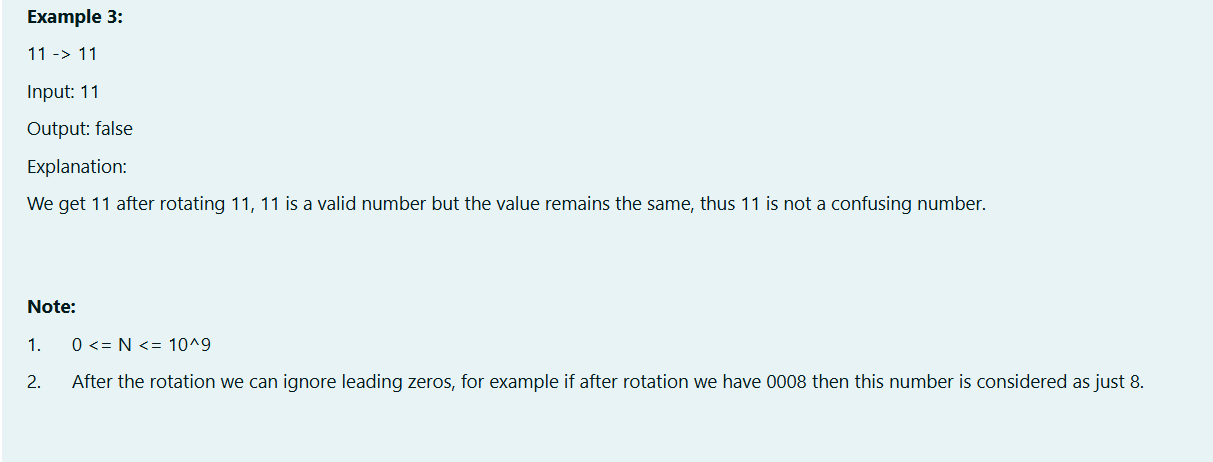 Example 3:
11 -> 11
Input: 11
Output: false
Explanation:
We get 11 after rotating 11, 11 is a valid number but the value remains the same, thus 11 is not a confusing number.
Note:
1. 0 <= N <= 10^9
2. After the rotation we can ignore leading zeros, for example if after rotation we have 0008 then this number is considered as just 8.